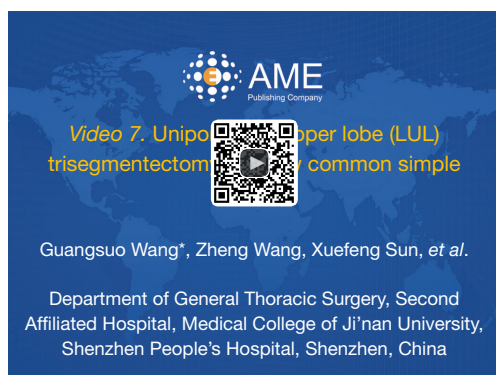 E AME
Publishing Company
Video 7. Unipo pper lobe (LUL)
trisegmentectom y common simple
Guangsuo Wang*, Zheng Wang, Xuefeng Sun, et al.
Department of General Thoracic Surgery, Second
Affiliated Hospital, Medical College of Ji’nan University,
Shenzhen People’s Hospital, Shenzhen, China